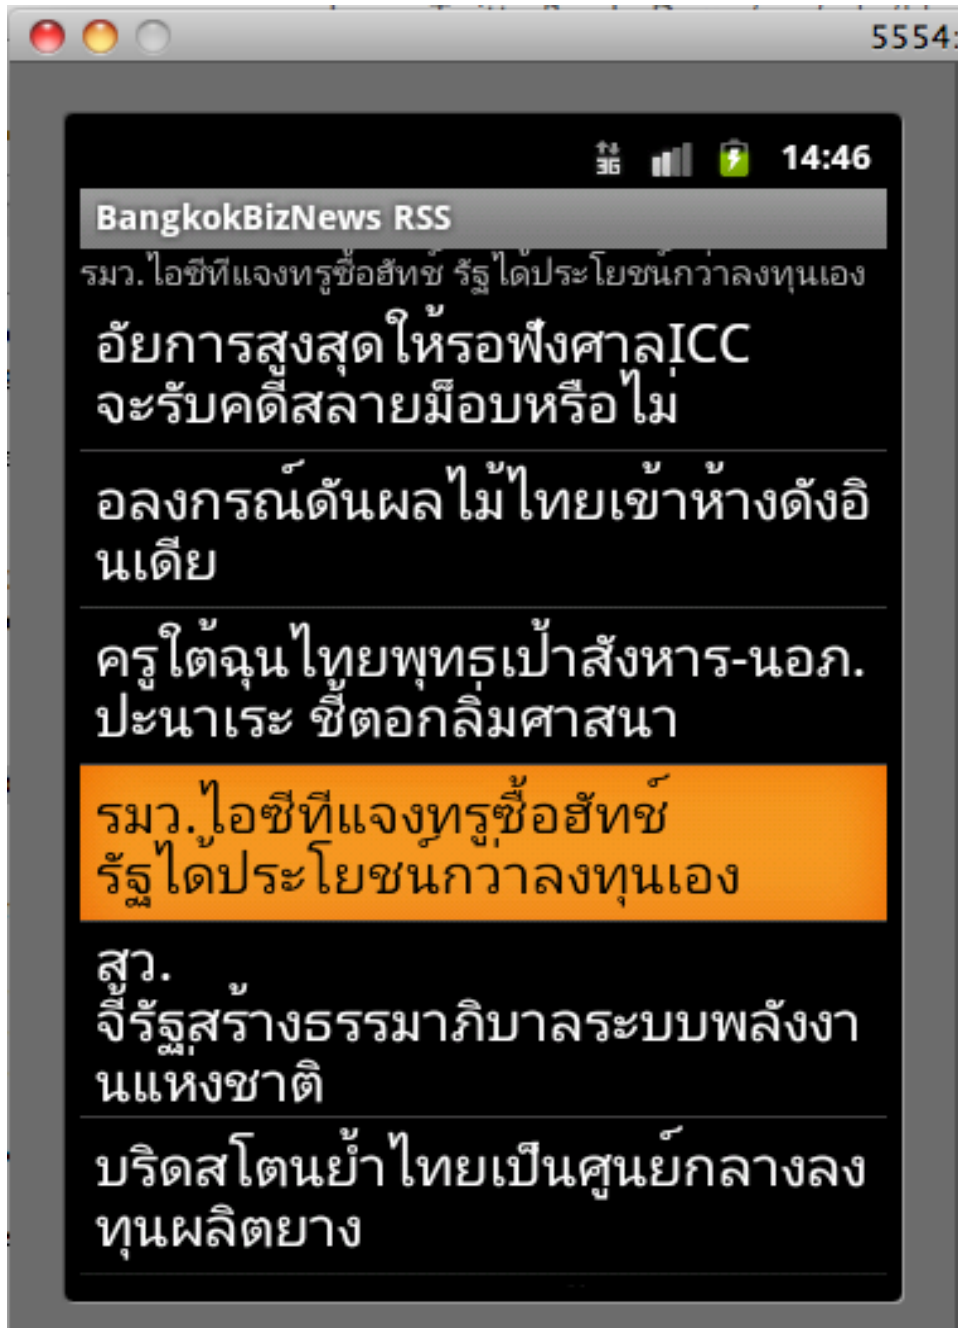 5554:
3G 14:46
BangkokBizNews RSS
รมว.ไอซีทีแจงทรูซื้อฮัทช์ รัฐได้ประโยชน์กว่าลงทุนเอง
อัยการสูงสุดให้รอฟังศาลICC
จะรับคดีสลายม็อบหรือไม่
อลงกรณ์ดันผลไม้ไทยเข้าห้างดังอิ
นเดีย
ครูใต้ฉุนไทยพุทธเป้าสังหาร-นอภ.
ปะนาเระ ชี้ตอกลิ่มศาสนา
รมว.ไอซีทีแจงทรูซื้อฮัทช์
รัฐได้ประโยชน์กว่าลงทุนเอง
สว.
จี้รัฐสร้างธรรมาภิบาลระบบพลังงา
นแห่งชาติ
บริดสโตนย้ำไทยเป็นศูนย์กลางลง
ทุนผลิตยาง